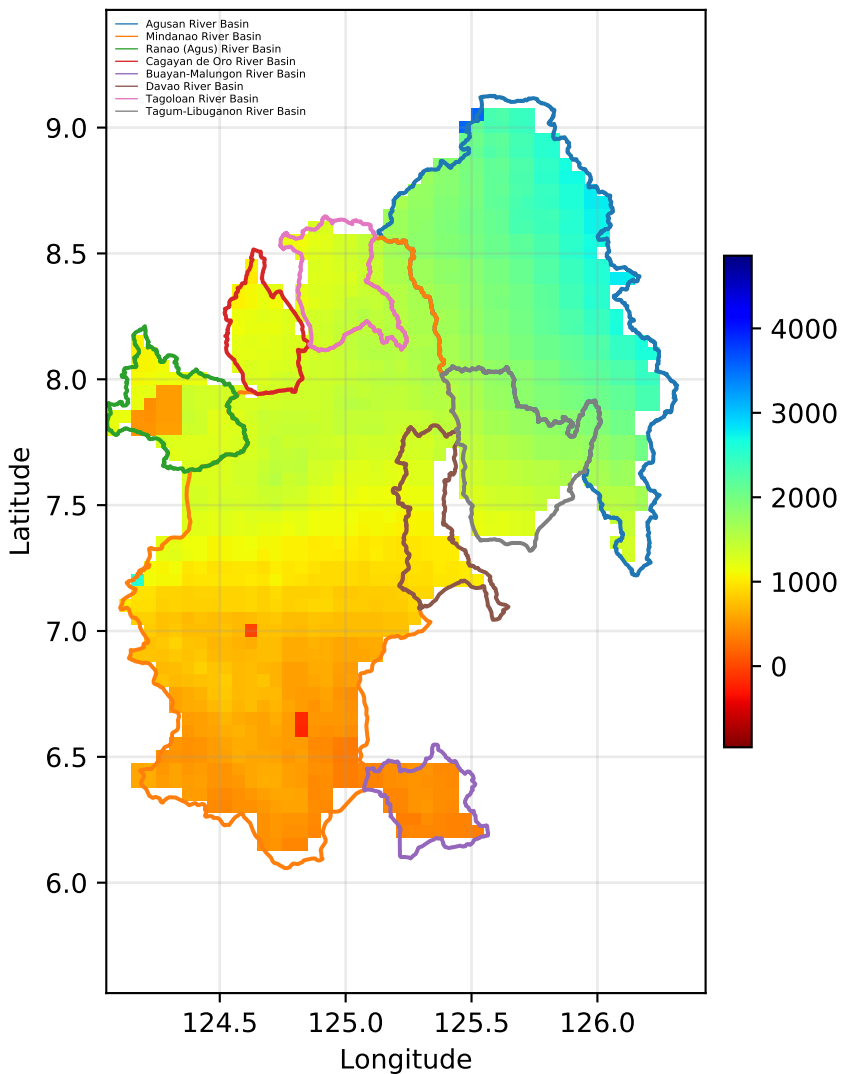 Agusan River Basin
Mindanao River Basin
Ranao (Agus) River Basin
Cagayan de Oro River Basin
Buayan-Malungon River Basin
Davao River Basin
Tagoloan River Basin
Tagum-Libuganon River Basin
9.0
8.5
8.0
7.5
7.0
6.5
6.0
Latitude
124.5 125.0 125.5 126.0
Longitude
4000
3000
2000
1000
0